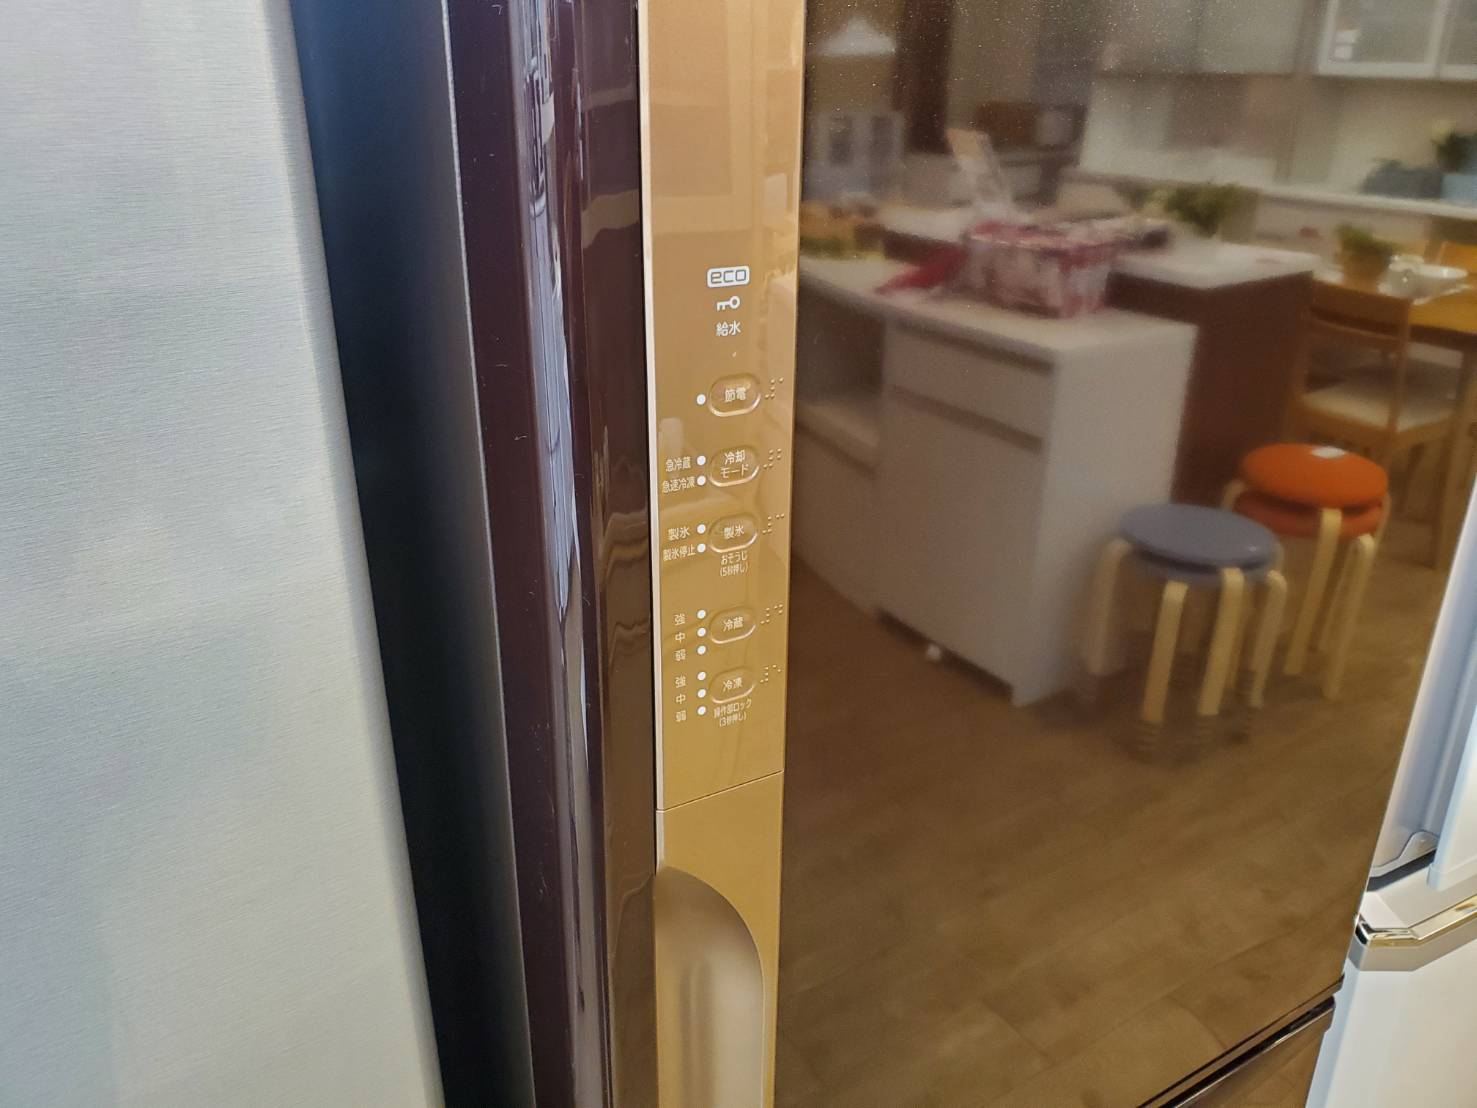 eco
給水
節電
急冷蔵
急速冷凍
冷却
モード
製氷
製氷停止
製氷
おそうじ
(5秒押し)
強
中
弱
冷蔵
強
中
弱
冷凍
操作部ロック
(3秒押し)